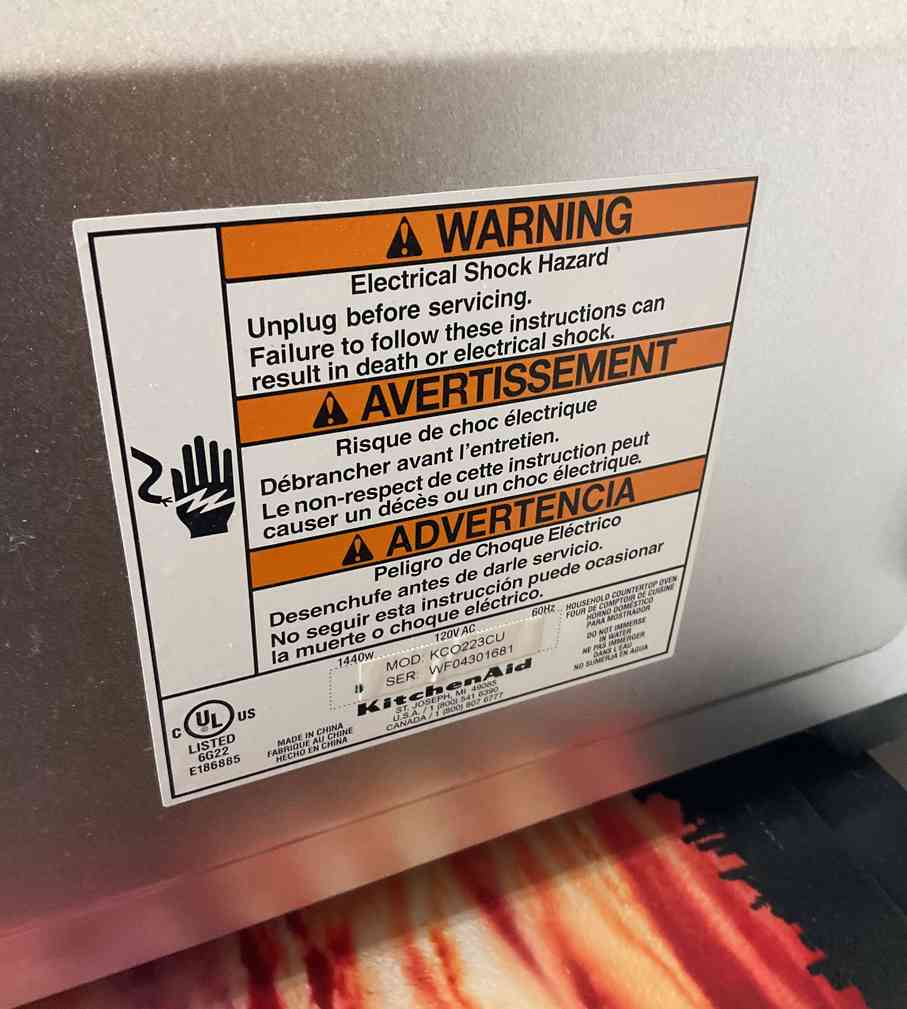 WARNING
Electrical Shock Hazard
Unplug before servicing.
Failure to follow these instructions can
result in death or electrical shock.
AVERTISSEMENT
Risque de choc électrique
Débrancher avant l'entretien.
Le non-respect de cette instruction peut
causer un décès ou un choc électrique.
ADVERTENCIA
Peligro de Choque Eléctrico
Desenchufe antes de darle servicio.
No seguir esta instrucción puede ocasionar
la muerte o choque eléctrico.
1440w 120V AC 60Hz
MOD: KCO223CU
SER: WF04301681
KitchenAid
ST. JOSEPH, MI 49085
U.S.A. / 1 (800) 541 6390
CANADA / 1 (800) 807 6777
HOUSEHOLD COUNTERTOP OVEN
FOUR DE COMPTOIR DE CUISINE
HORNO DOMÉSTICO
PARA MOSTRADOR
DO NOT IMMERSE
IN WATER
NE PAS IMMERGER
DANS L'EAU
NO SUMERJA EN AGUA
C UL US
LISTED
6G22
E186885
MADE IN CHINA
FABRIQUE AU CHINE
HECHO EN CHINA